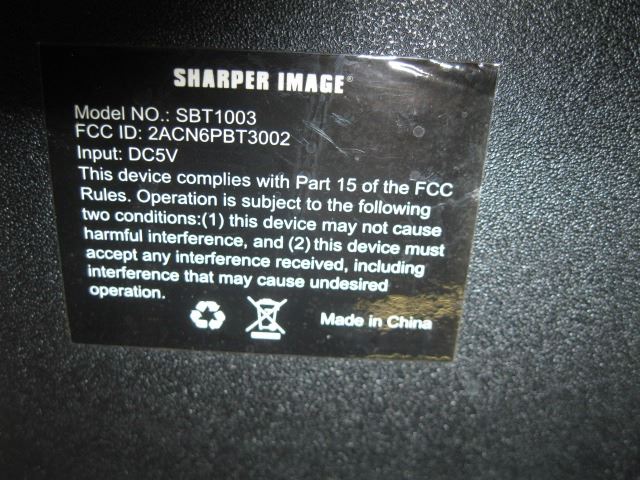 SHARPER IMAGE®
Model NO.: SBT1003
FCC ID: 2ACN6PBT3002
Input: DC5V
This device complies with Part 15 of the FCC
Rules. Operation is subject to the following
two conditions:(1) this device may not cause
harmful interference, and (2) this device must
accept any interference received, including
interference that may cause undesired
operation.
Made in China